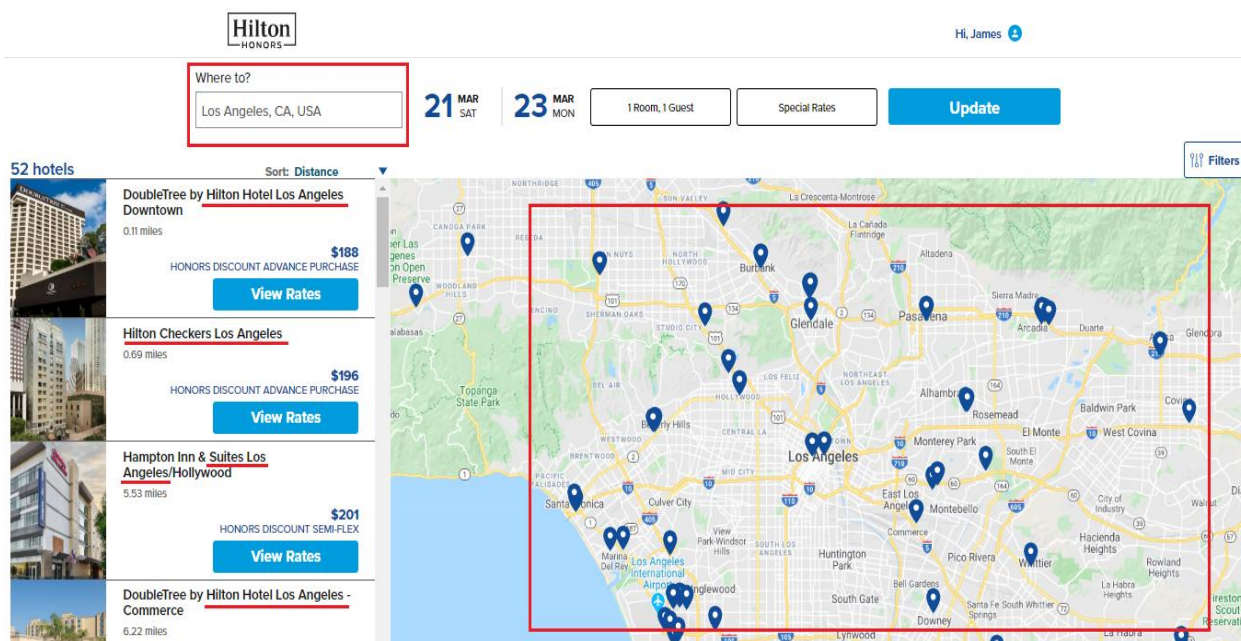 Hilton
HONORS
Hi, James
Where to?
Los Angeles, CA, USA
21 MAR SAT
23 MAR MON
1 Room, 1 Guest
Special Rates
Update
Filters
52 hotels
Sort: Distance
DoubleTree by Hilton Hotel Los Angeles
Downtown
0.11 miles
$188
HONORS DISCOUNT ADVANCE PURCHASE
View Rates
Hilton Checkers Los Angeles
0.69 miles
$196
HONORS DISCOUNT ADVANCE PURCHASE
View Rates
Hampton Inn & Suites Los
Angeles/Hollywood
5.53 miles
$201
HONORS DISCOUNT SEMI-FLEX
View Rates
DoubleTree by Hilton Hotel Los Angeles -
Commerce
6.22 miles
NORTHRIDGE
SUN VALLEY
La Crescenta-Montrose
CANOGA PARK
RESEDA
La Cañada
Flintridge
NORTH
HOLLYWOOD
Burbank
Altadena
WOODLAND
HILLS
ENCINO
SHERMAN OAKS
STUDIO CITY
Glendale
Pasadena
Sierra Madre
Arcadia
Duarte
Glendora
Topanga
State Park
BEL AIR
HOLLYWOOD
LOS FELIZ
NORTHEAST
LOS ANGELES
Alhambra
Rosemead
Baldwin Park
Beverly Hills
CENTRAL LA
WESTWOOD
Los Angeles
Monterey Park
El Monte
West Covina
BRENTWOOD
South El
Monte
PACIFIC
PALISADES
MID CITY
Santa Monica
Culver City
East Los
Angeles
Montebello
City of
Industry
Walnut
Commerce
View
Park-Windsor
Hills
SOUTH LOS
ANGELES
Huntington
Park
Pico Rivera
Whittier
Hacienda
Heights
Rowland
Heights
Marina
Del Rey
Los Angeles
International
Airport
Inglewood
South Gate
Bell Gardens
Downey
Santa Fe Springs
South Whittier
La Habra
Heights
Lynwood
La Habra